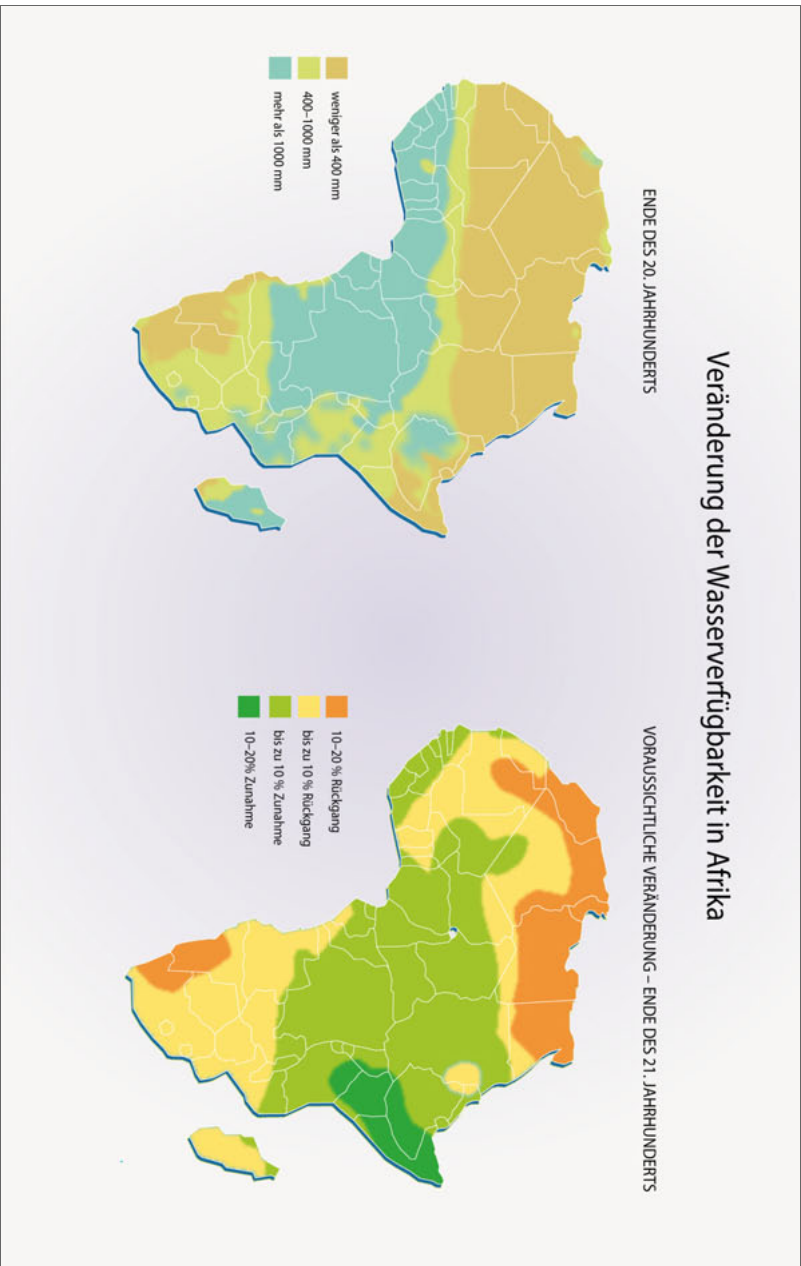 Veränderung der Wasserverfügbarkeit in Afrika
ENDE DES 20. JAHRHUNDERTS
weniger als 400 mm
400–1000 mm
mehr als 1000 mm
VORAUSSICHTLICHE VERÄNDERUNG – ENDE DES 21. JAHRHUNDERTS
10–20 % Rückgang
bis zu 10 % Rückgang
bis zu 10 % Zunahme
10–20% Zunahme